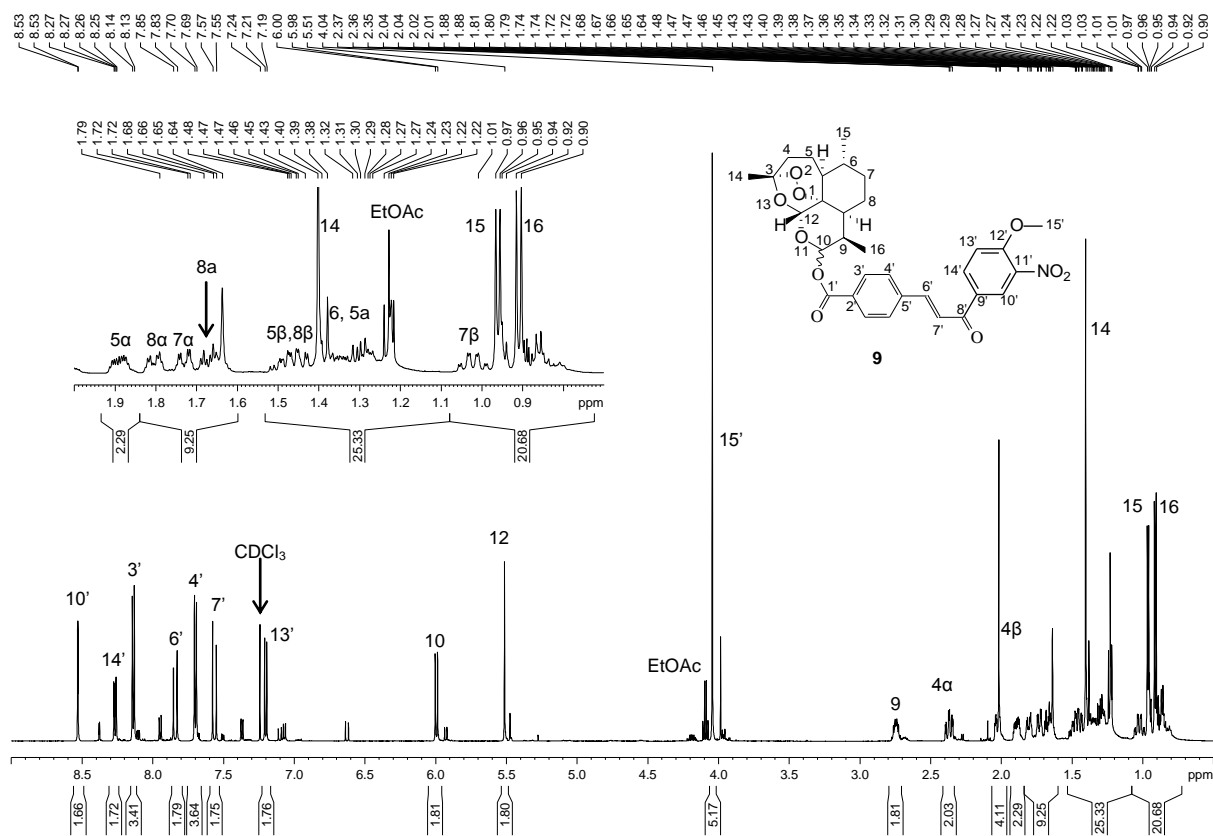 8.53 8.53 8.27 8.27 8.26 8.25 8.14 8.13 7.85 7.83 7.70 7.69 7.57 7.55 7.24 7.21 7.19 6.00 5.98 5.51 4.04 2.37 2.36 2.35 2.04 2.04 2.02 2.01 1.88 1.88 1.81 1.80 1.79 1.74 1.74 1.72 1.72 1.68 1.67 1.66 1.65 1.64 1.48 1.47 1.47 1.46 1.45 1.43 1.43 1.40 1.39 1.38 1.37 1.36 1.35 1.34 1.33 1.32 1.31 1.30 1.29 1.29 1.28 1.27 1.27 1.24 1.23 1.22 1.22 1.03 1.03 1.01 1.01 0.97 0.96 0.95 0.94 0.92 0.90
1.79 1.72 1.72 1.68 1.66 1.65 1.64 1.48 1.47 1.47 1.46 1.45 1.43 1.40 1.39 1.38 1.32 1.31 1.30 1.29 1.28 1.27 1.27 1.24 1.23 1.22 1.22 1.01 0.97 0.96 0.95 0.94 0.92 0.90
14 EtOAc 15 16
8a 6, 5a
5α 8α 7α 5β,8β 7β
1.9 1.8 1.7 1.6 1.5 1.4 1.3 1.2 1.1 1.0 0.9 ppm
2.29 9.25 25.33 20.68
15
4 5 H 6
3 O 2 7
14 O
O 1 8
13 O
H 12 H
O 10 9 16
11
O
1' 3' 4' 6' 14' 13' 12' O 15'
O 2' 5' 7' 8' 9' 10' 11' NO2
O
9
14
15'
15 16
12
CDCl3
3' 4' 7'
10' 6' 13' 10
14' EtOAc 9 4α 4β
8.5 8.0 7.5 7.0 6.5 6.0 5.5 5.0 4.5 4.0 3.5 3.0 2.5 2.0 1.5 1.0 ppm
1.66 1.72 3.41 1.79 3.64 1.75 1.76 1.81 1.80 5.17 1.81 2.03 4.11 2.29 9.25 25.33 20.68